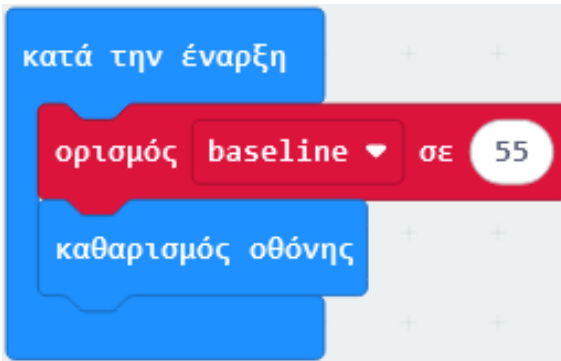 κατά την έναρξη
ορισμός baseline σε 55
καθαρισμός οθόνης